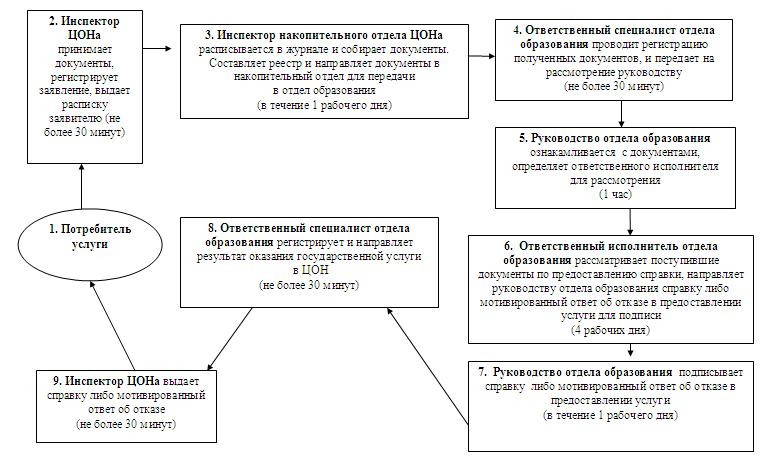 1. Потребитель
услуги
2. Инспектор
ЦОНа
принимает
документы,
регистрирует
заявление, выдает
расписку
заявителю (не
более 30 минут)
3. Инспектор накопительного отдела ЦОНа
расписывается в журнале и собирает документы.
Составляет реестр и направляет документы в
накопительный отдел для передачи
в отдел образования
(в течение 1 рабочего дня)
4. Ответственный специалист отдела
образования проводит регистрацию
полученных документов, и передает на
рассмотрение руководству
(не более 30 минут)
5. Руководство отдела образования
ознакамливается с документами,
определяет ответственного исполнителя
для рассмотрения
(1 час)
6. Ответственный исполнитель отдела
образования рассматривает поступившие
документы по предоставлению справки, направляет
руководству отдела образования справку либо
мотивированный ответ об отказе в предоставлении
услуги для подписи
(4 рабочих дня)
7. Руководство отдела образования подписывает
справку либо мотивированный ответ об отказе в
предоставлении услуги
(в течение 1 рабочего дня)
8. Ответственный специалист отдела
образования регистрирует и направляет
результат оказания государственной услуги
в ЦОН
(не более 30 минут)
9. Инспектор ЦОНа выдает
справку либо мотивированный
ответ об отказе
(не более 30 минут)